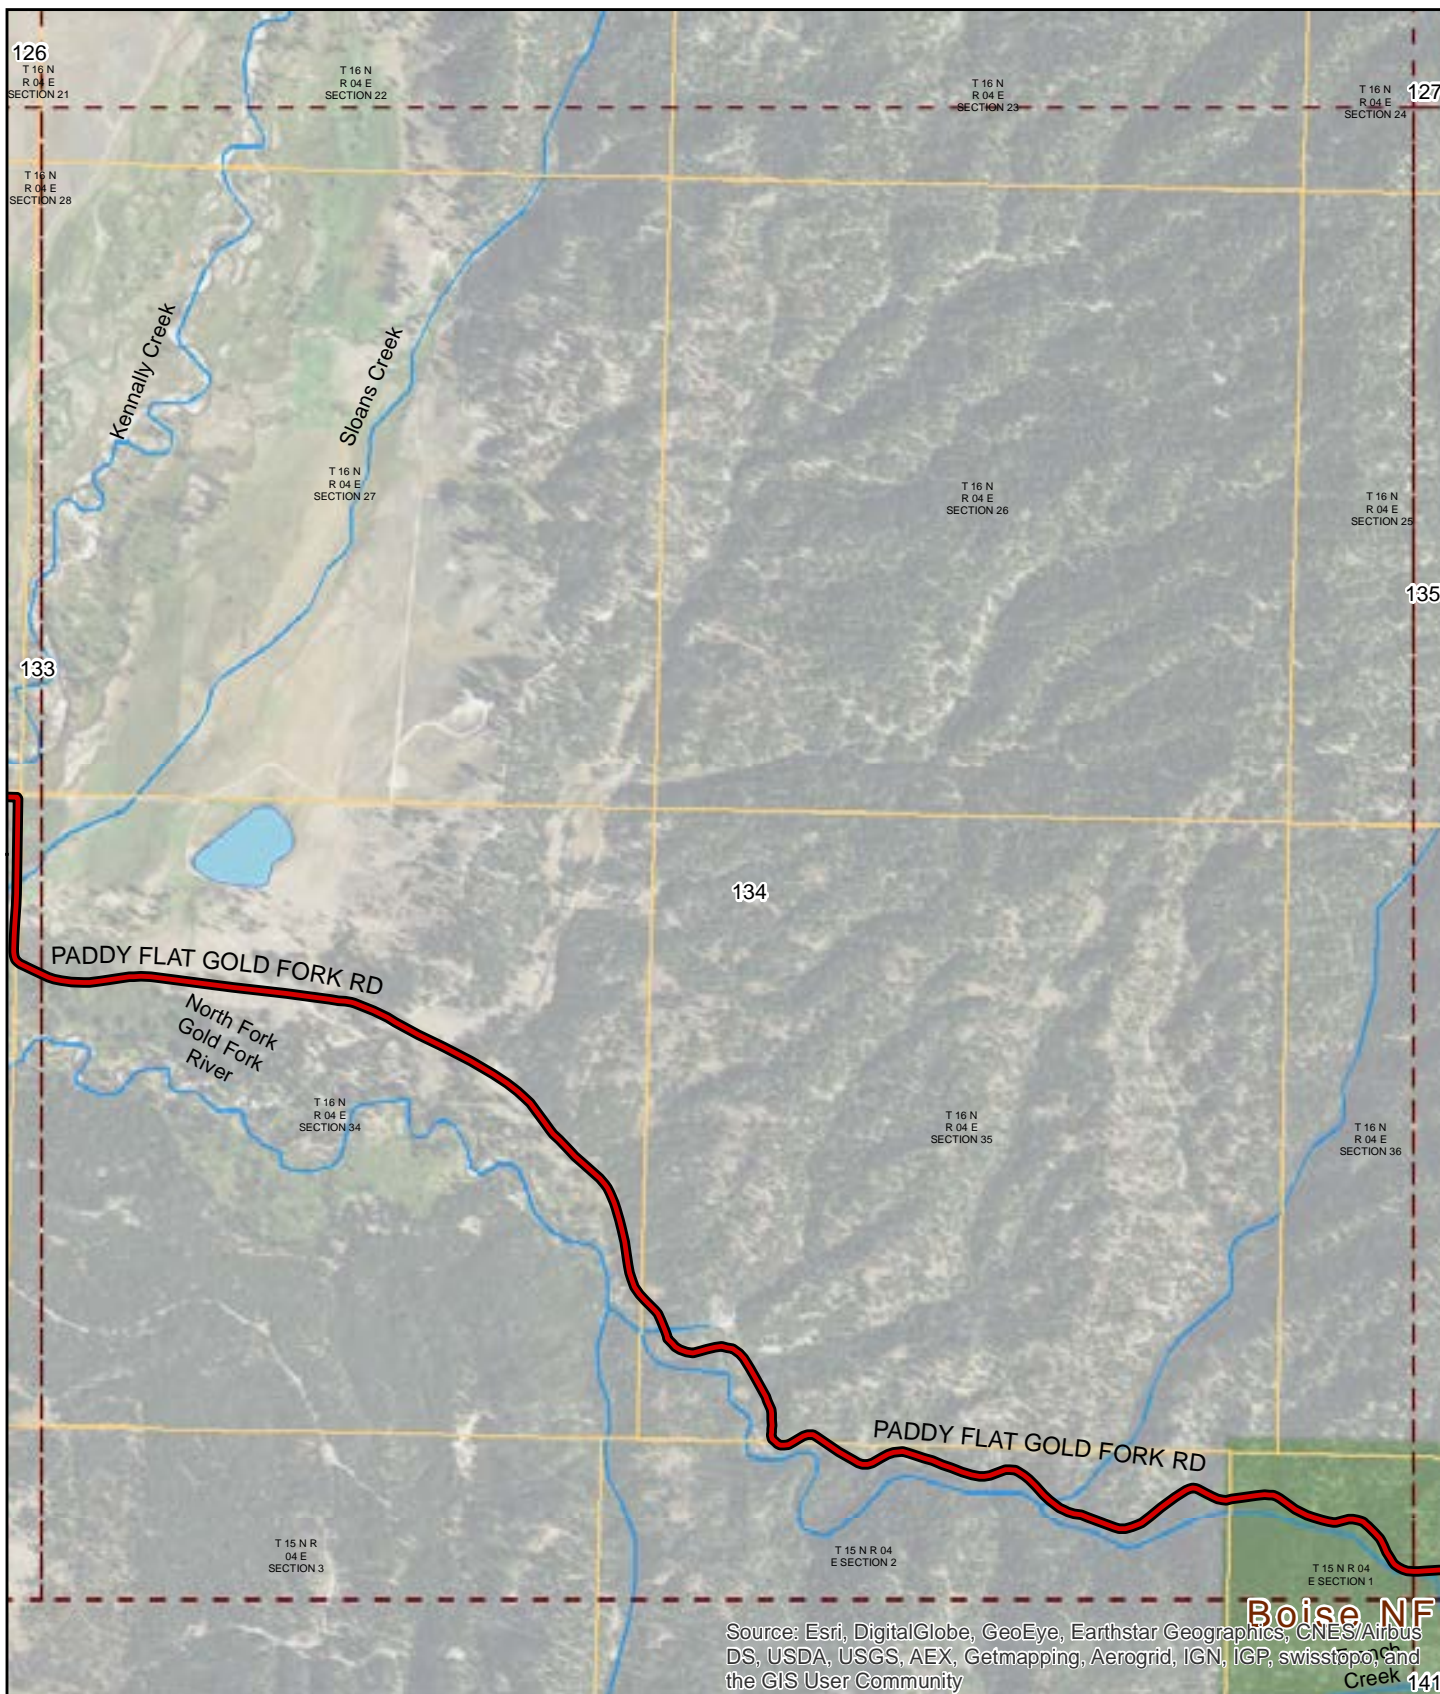 126
T 16 N
R 04 E
SECTION 21
T 16 N
R 04 E
SECTION 22
T 16 N
R 04 E
SECTION 23
T 16 N
R 04 E
SECTION 24
127
T 16 N
R 04 E
SECTION 28
Kennally Creek
Sloans Creek
T 16 N
R 04 E
SECTION 27
T 16 N
R 04 E
SECTION 26
T 16 N
R 04 E
SECTION 25
135
133
134
PADDY FLAT GOLD FORK RD
North Fork
Gold Fork
River
T 16 N
R 04 E
SECTION 34
T 16 N
R 04 E
SECTION 35
T 16 N
R 04 E
SECTION 36
PADDY FLAT GOLD FORK RD
T 15 N R
04 E
SECTION 3
T 15 N R 04
E SECTION 2
T 15 N R 04
E SECTION 1
Boise NF
Source: Esri, DigitalGlobe, GeoEye, Earthstar Geographics, CNES/Airbus
DS, USDA, USGS, AEX, Getmapping, Aerogrid, IGN, IGP, swisstopo, and
the GIS User Community
Creek
141